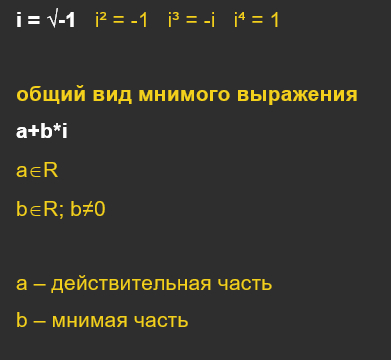 i = √-1 i² = -1 i³ = -i i⁴ = 1
общий вид мнимого выражения
a+b*i
a∈R
b∈R; b≠0
a – действительная часть
b – мнимая часть